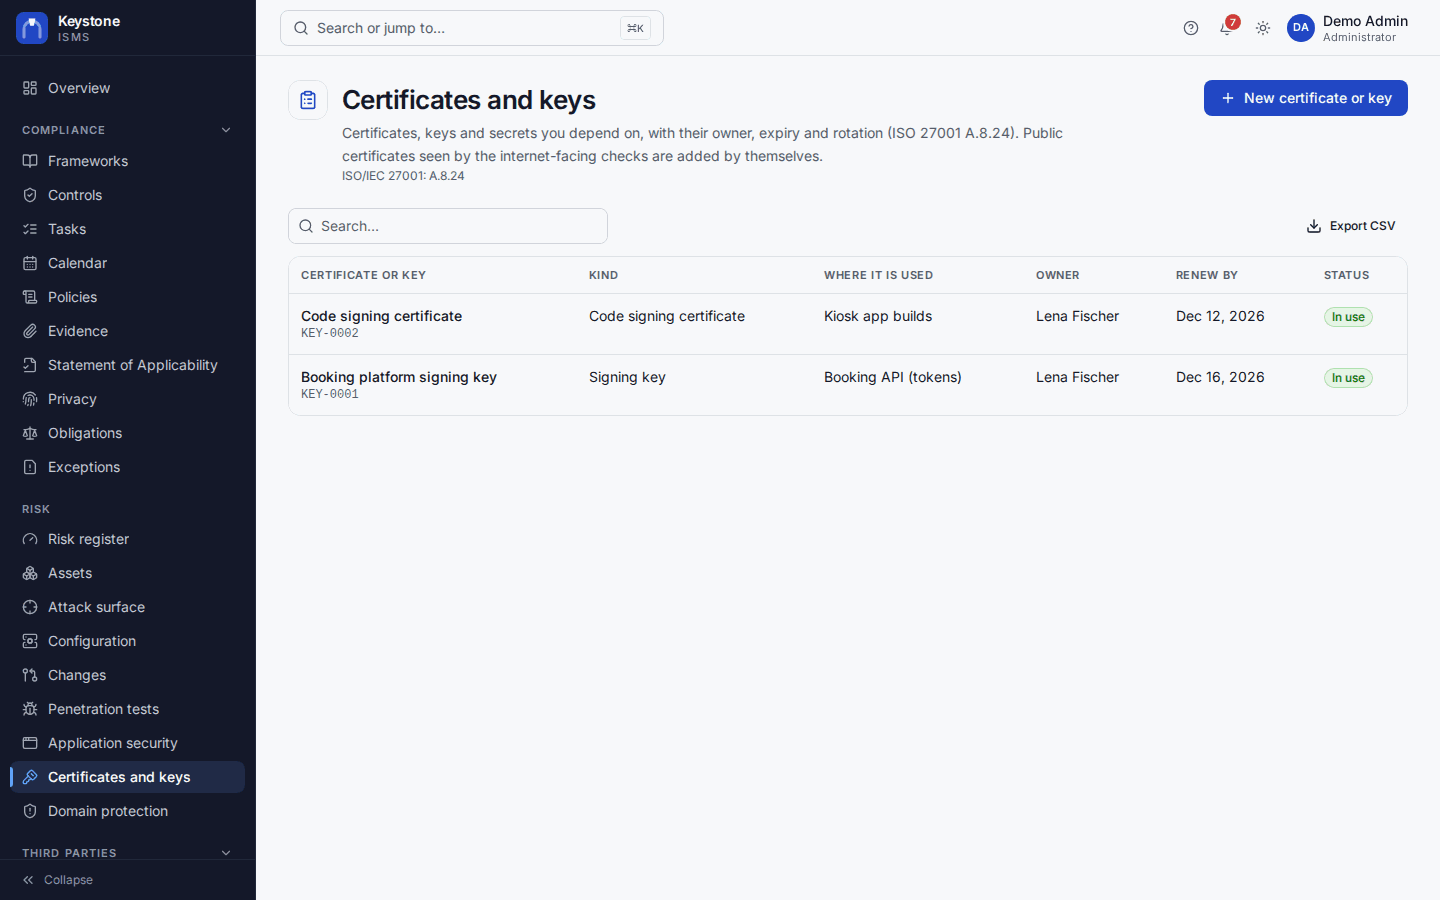 Keystone
ISMS
Search or jump to...
⌘K
7
DA
Demo Admin
Administrator
Overview
COMPLIANCE
Frameworks
Controls
Tasks
Calendar
Policies
Evidence
Statement of Applicability
Privacy
Obligations
Exceptions
RISK
Risk register
Assets
Attack surface
Configuration
Changes
Penetration tests
Application security
Certificates and keys
Domain protection
THIRD PARTIES
Collapse
Certificates and keys
New certificate or key
Certificates, keys and secrets you depend on, with their owner, expiry and rotation (ISO 27001 A.8.24). Public
certificates seen by the internet-facing checks are added by themselves.
ISO/IEC 27001: A.8.24
Search...
Export CSV
CERTIFICATE OR KEY KIND WHERE IT IS USED OWNER RENEW BY STATUS
Code signing certificate Code signing certificate Kiosk app builds Lena Fischer Dec 12, 2026 In use
KEY-0002
Booking platform signing key Signing key Booking API (tokens) Lena Fischer Dec 16, 2026 In use
KEY-0001